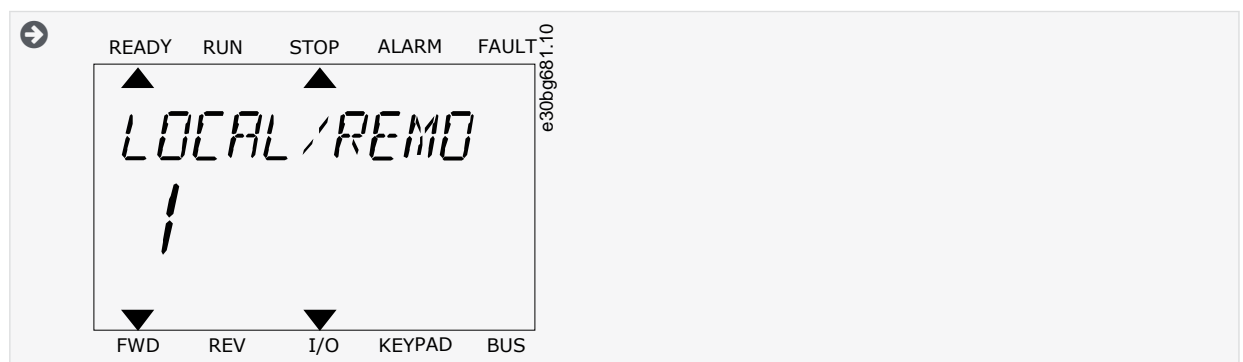 READY RUN STOP ALARM FAULT
LOCAL/REMO
1
FWD REV I/O KEYPAD BUS
e30bg681.10